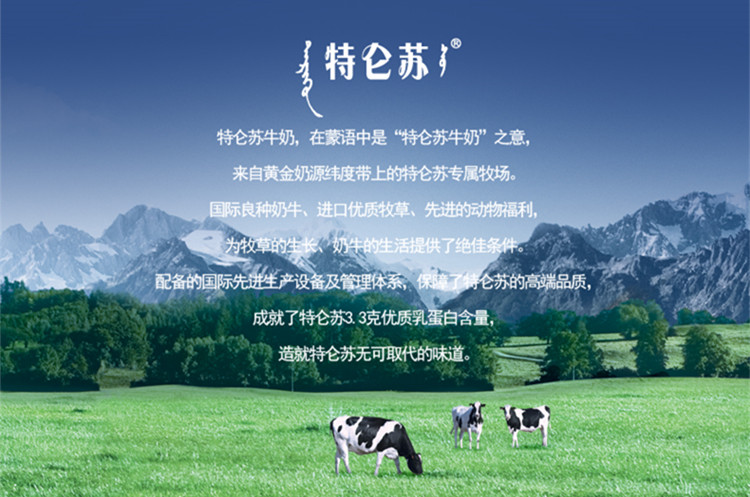 特仑苏®
特仑苏牛奶，在蒙语中是“特仑苏牛奶”之意，
来自黄金奶源纬度带上的特仑苏专属牧场。
国际良种奶牛、进口优质牧草、先进的动物福利，
为牧草的生长、奶牛的生活提供了绝佳条件。
配备的国际先进生产设备及管理体系，保障了特仑苏的高端品质，
成就了特仑苏3.3克优质乳蛋白含量，
造就特仑苏无可取代的味道。